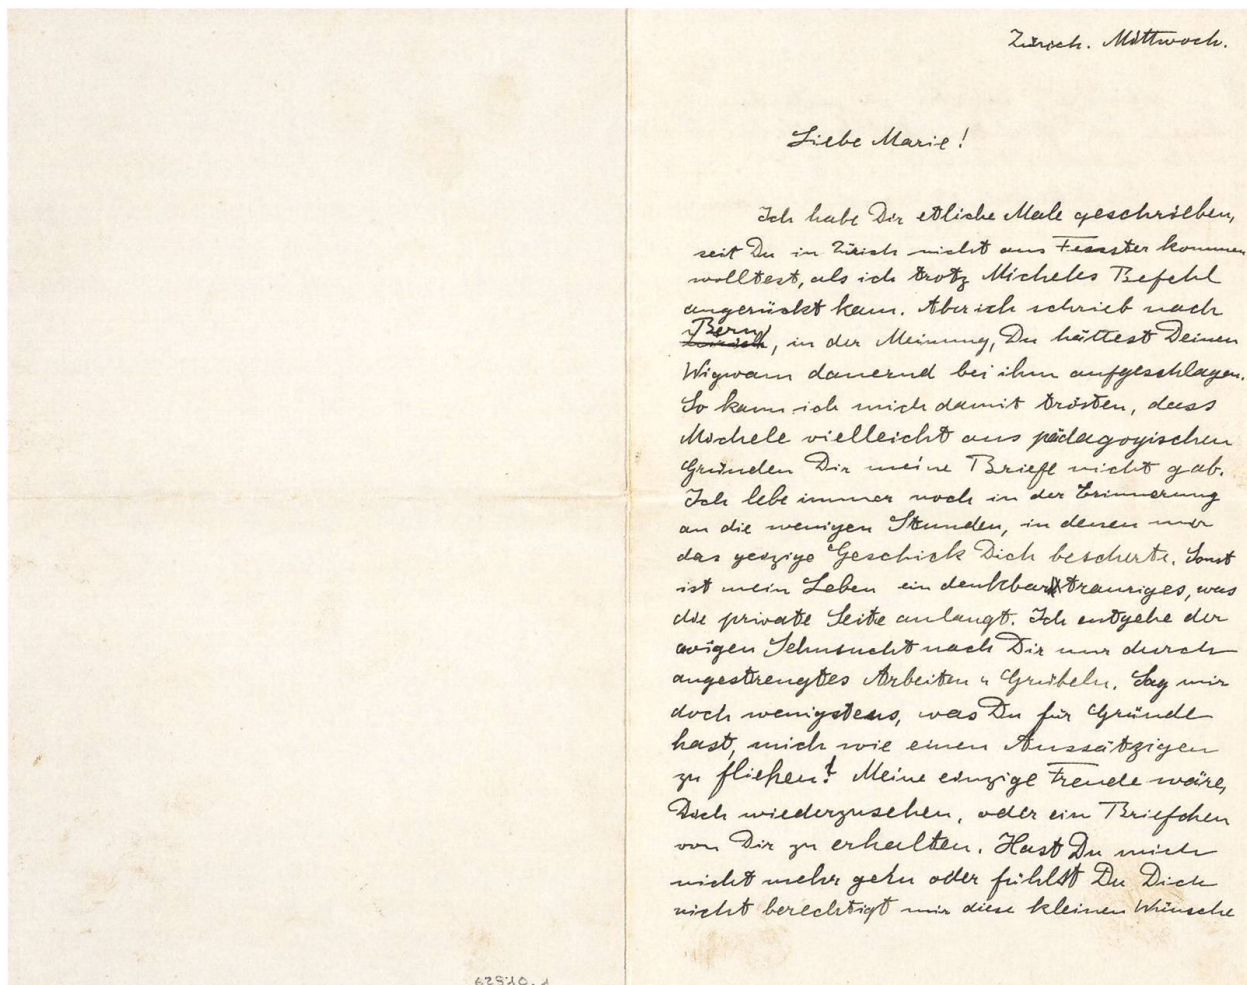 Zürich. Mittwoch.
Liebe Marie!
Ich habe Dir etliche Male geschrieben,
seit Du in Zürich nicht ans Fenster kommen
wolltest, als ich trotz Micheles Befehl
angerückt kam. Aber ich schrieb nach
Bern
Zürich, in der Meinung, Du hättest Deinen
Wigwam dauernd bei ihm aufgeschlagen.
So kann ich mich damit trösten, dass
Michele vielleicht aus pädagogischen
Gründen Dir meine Briefe nicht gab.
Ich lebe immer noch in der Erinnerung
an die wenigen Stunden, in denen mir
das geizige Geschick Dich bescherte. Sonst
ist mein Leben ein denkbar trauriges, was
die private Seite anlangt. Ich entgehe der
ewigen Sehnsucht nach Dir nur durch
angestrengtes Arbeiten u Grübeln. Sag mir
doch wenigstens, was Du für Gründe
hast, mich wie einen Aussätzigen
zu fliehen! Meine einzige Freude wäre,
Dich wiederzusehen, oder ein Briefchen
von Dir zu erhalten. Hast Du mich
nicht mehr gern oder fühlst Du Dich
nicht berechtigt mir diese kleinen Wünsche